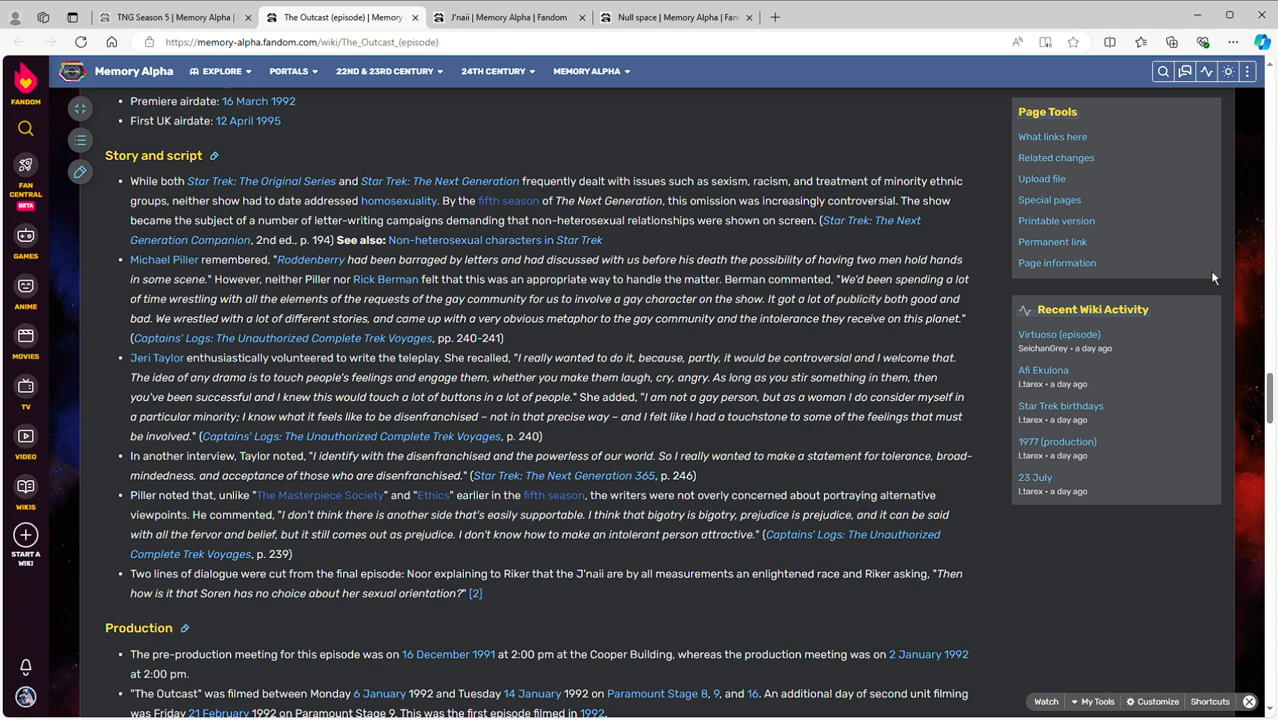 TNG Season 5 | Memory Alpha | F
The Outcast (episode) | Memory
J'naii | Memory Alpha | Fandom
Null space | Memory Alpha | Fan
https://memory-alpha.fandom.com/wiki/The_Outcast_(episode)
Memory Alpha
EXPLORE
PORTALS
22ND & 23RD CENTURY
24TH CENTURY
MEMORY ALPHA
FANDOM
FAN CENTRAL
BETA
GAMES
ANIME
MOVIES
TV
VIDEO
WIKIS
START A WIKI
Premiere airdate: 16 March 1992
First UK airdate: 12 April 1995
Story and script
While both Star Trek: The Original Series and Star Trek: The Next Generation frequently dealt with issues such as sexism, racism, and treatment of minority ethnic
groups, neither show had to date addressed homosexuality. By the fifth season of The Next Generation, this omission was increasingly controversial. The show
became the subject of a number of letter-writing campaigns demanding that non-heterosexual relationships were shown on screen. (Star Trek: The Next
Generation Companion, 2nd ed., p. 194) See also: Non-heterosexual characters in Star Trek
Michael Piller remembered, "Roddenberry had been barraged by letters and had discussed with us before his death the possibility of having two men hold hands
in some scene." However, neither Piller nor Rick Berman felt that this was an appropriate way to handle the matter. Berman commented, "We'd been spending a lot
of time wrestling with all the elements of the requests of the gay community for us to involve a gay character on the show. It got a lot of publicity both good and
bad. We wrestled with a lot of different stories, and came up with a very obvious metaphor to the gay community and the intolerance they receive on this planet."
(Captains' Logs: The Unauthorized Complete Trek Voyages, pp. 240-241)
Jeri Taylor enthusiastically volunteered to write the teleplay. She recalled, "I really wanted to do it, because, partly, it would be controversial and I welcome that.
The idea of any drama is to touch people's feelings and engage them, whether you make them laugh, cry, angry. As long as you stir something in them, then
you've been successful and I knew this would touch a lot of buttons in a lot of people." She added, "I am not a gay person, but as a woman I do consider myself in
a particular minority; I know what it feels like to be disenfranchised – not in that precise way – and I felt like I had a touchstone to some of the feelings that must
be involved." (Captains' Logs: The Unauthorized Complete Trek Voyages, p. 240)
In another interview, Taylor noted, "I identify with the disenfranchised and the powerless of our world. So I really wanted to make a statement for tolerance, broad-
mindedness, and acceptance of those who are disenfranchised." (Star Trek: The Next Generation 365, p. 246)
Piller noted that, unlike "The Masterpiece Society" and "Ethics" earlier in the fifth season, the writers were not overly concerned about portraying alternative
viewpoints. He commented, "I don't think there is another side that's easily supportable. I think that bigotry is bigotry, prejudice is prejudice, and it can be said
with all the fervor and belief, but it still comes out as prejudice. I don't know how to make an intolerant person attractive." (Captains' Logs: The Unauthorized
Complete Trek Voyages, p. 239)
Two lines of dialogue were cut from the final episode: Noor explaining to Riker that the J'naii are by all measurements an enlightened race and Riker asking, "Then
how is it that Soren has no choice about her sexual orientation?" [2]
Production
The pre-production meeting for this episode was on 16 December 1991 at 2:00 pm at the Cooper Building, whereas the production meeting was on 2 January 1992
at 2:00 pm.
"The Outcast" was filmed between Monday 6 January 1992 and Tuesday 14 January 1992 on Paramount Stage 8, 9, and 16. An additional day of second unit filming
was Friday 21 February 1992 on Paramount Stage 9. This was the first episode filmed in 1992.
Page Tools
What links here
Related changes
Upload file
Special pages
Printable version
Permanent link
Page information
Recent Wiki Activity
Virtuoso (episode)
SeichanGrey • a day ago
Afi Ekulona
Ltarex • a day ago
Star Trek birthdays
Ltarex • a day ago
1977 (production)
Ltarex • a day ago
23 July
Ltarex • a day ago
Watch
My Tools
Customize
Shortcuts